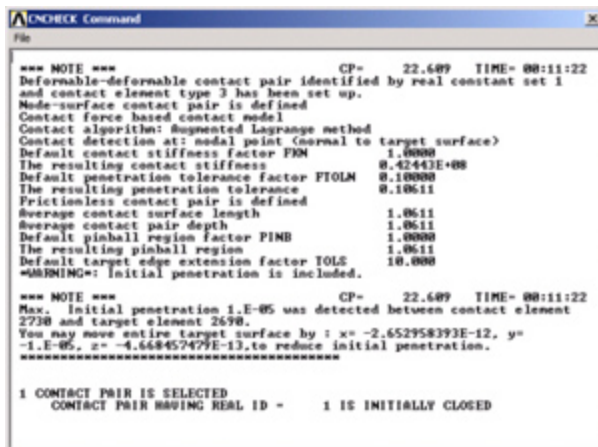 CNCHECK Command
File
*** NOTE *** CP= 22.609 TIME= 00:11:22
Deformable-deformable contact pair identified by real constant set 1
and contact element type 3 has been set up.
Node-surface contact pair is defined
Contact force based contact model
Contact algorithm: Augmented Lagrange method
Contact detection at: nodal point (normal to target surface)
Default contact stiffness factor FKN 1.0000
The resulting contact stiffness 0.42443E+08
Default penetration tolerance factor FTOLN 0.10000
The resulting penetration tolerance 0.10611
Frictionless contact pair is defined
Average contact surface length 1.0611
Average contact pair depth 1.0611
Default pinball region factor PINB 1.0000
The resulting pinball region 1.0611
Default target edge extension factor TOLS 10.000
*WARNING*: Initial penetration is included.
*** NOTE *** CP= 22.609 TIME= 00:11:22
Max. Initial penetration 1.E-05 was detected between contact element
2730 and target element 2690.
You may move entire target surface by : x= -2.652958393E-12, y=
-1.E-05, z= -4.668457479E-13,to reduce initial penetration.
****************************************
1 CONTACT PAIR IS SELECTED
CONTACT PAIR HAVING REAL ID = 1 IS INITIALLY CLOSED